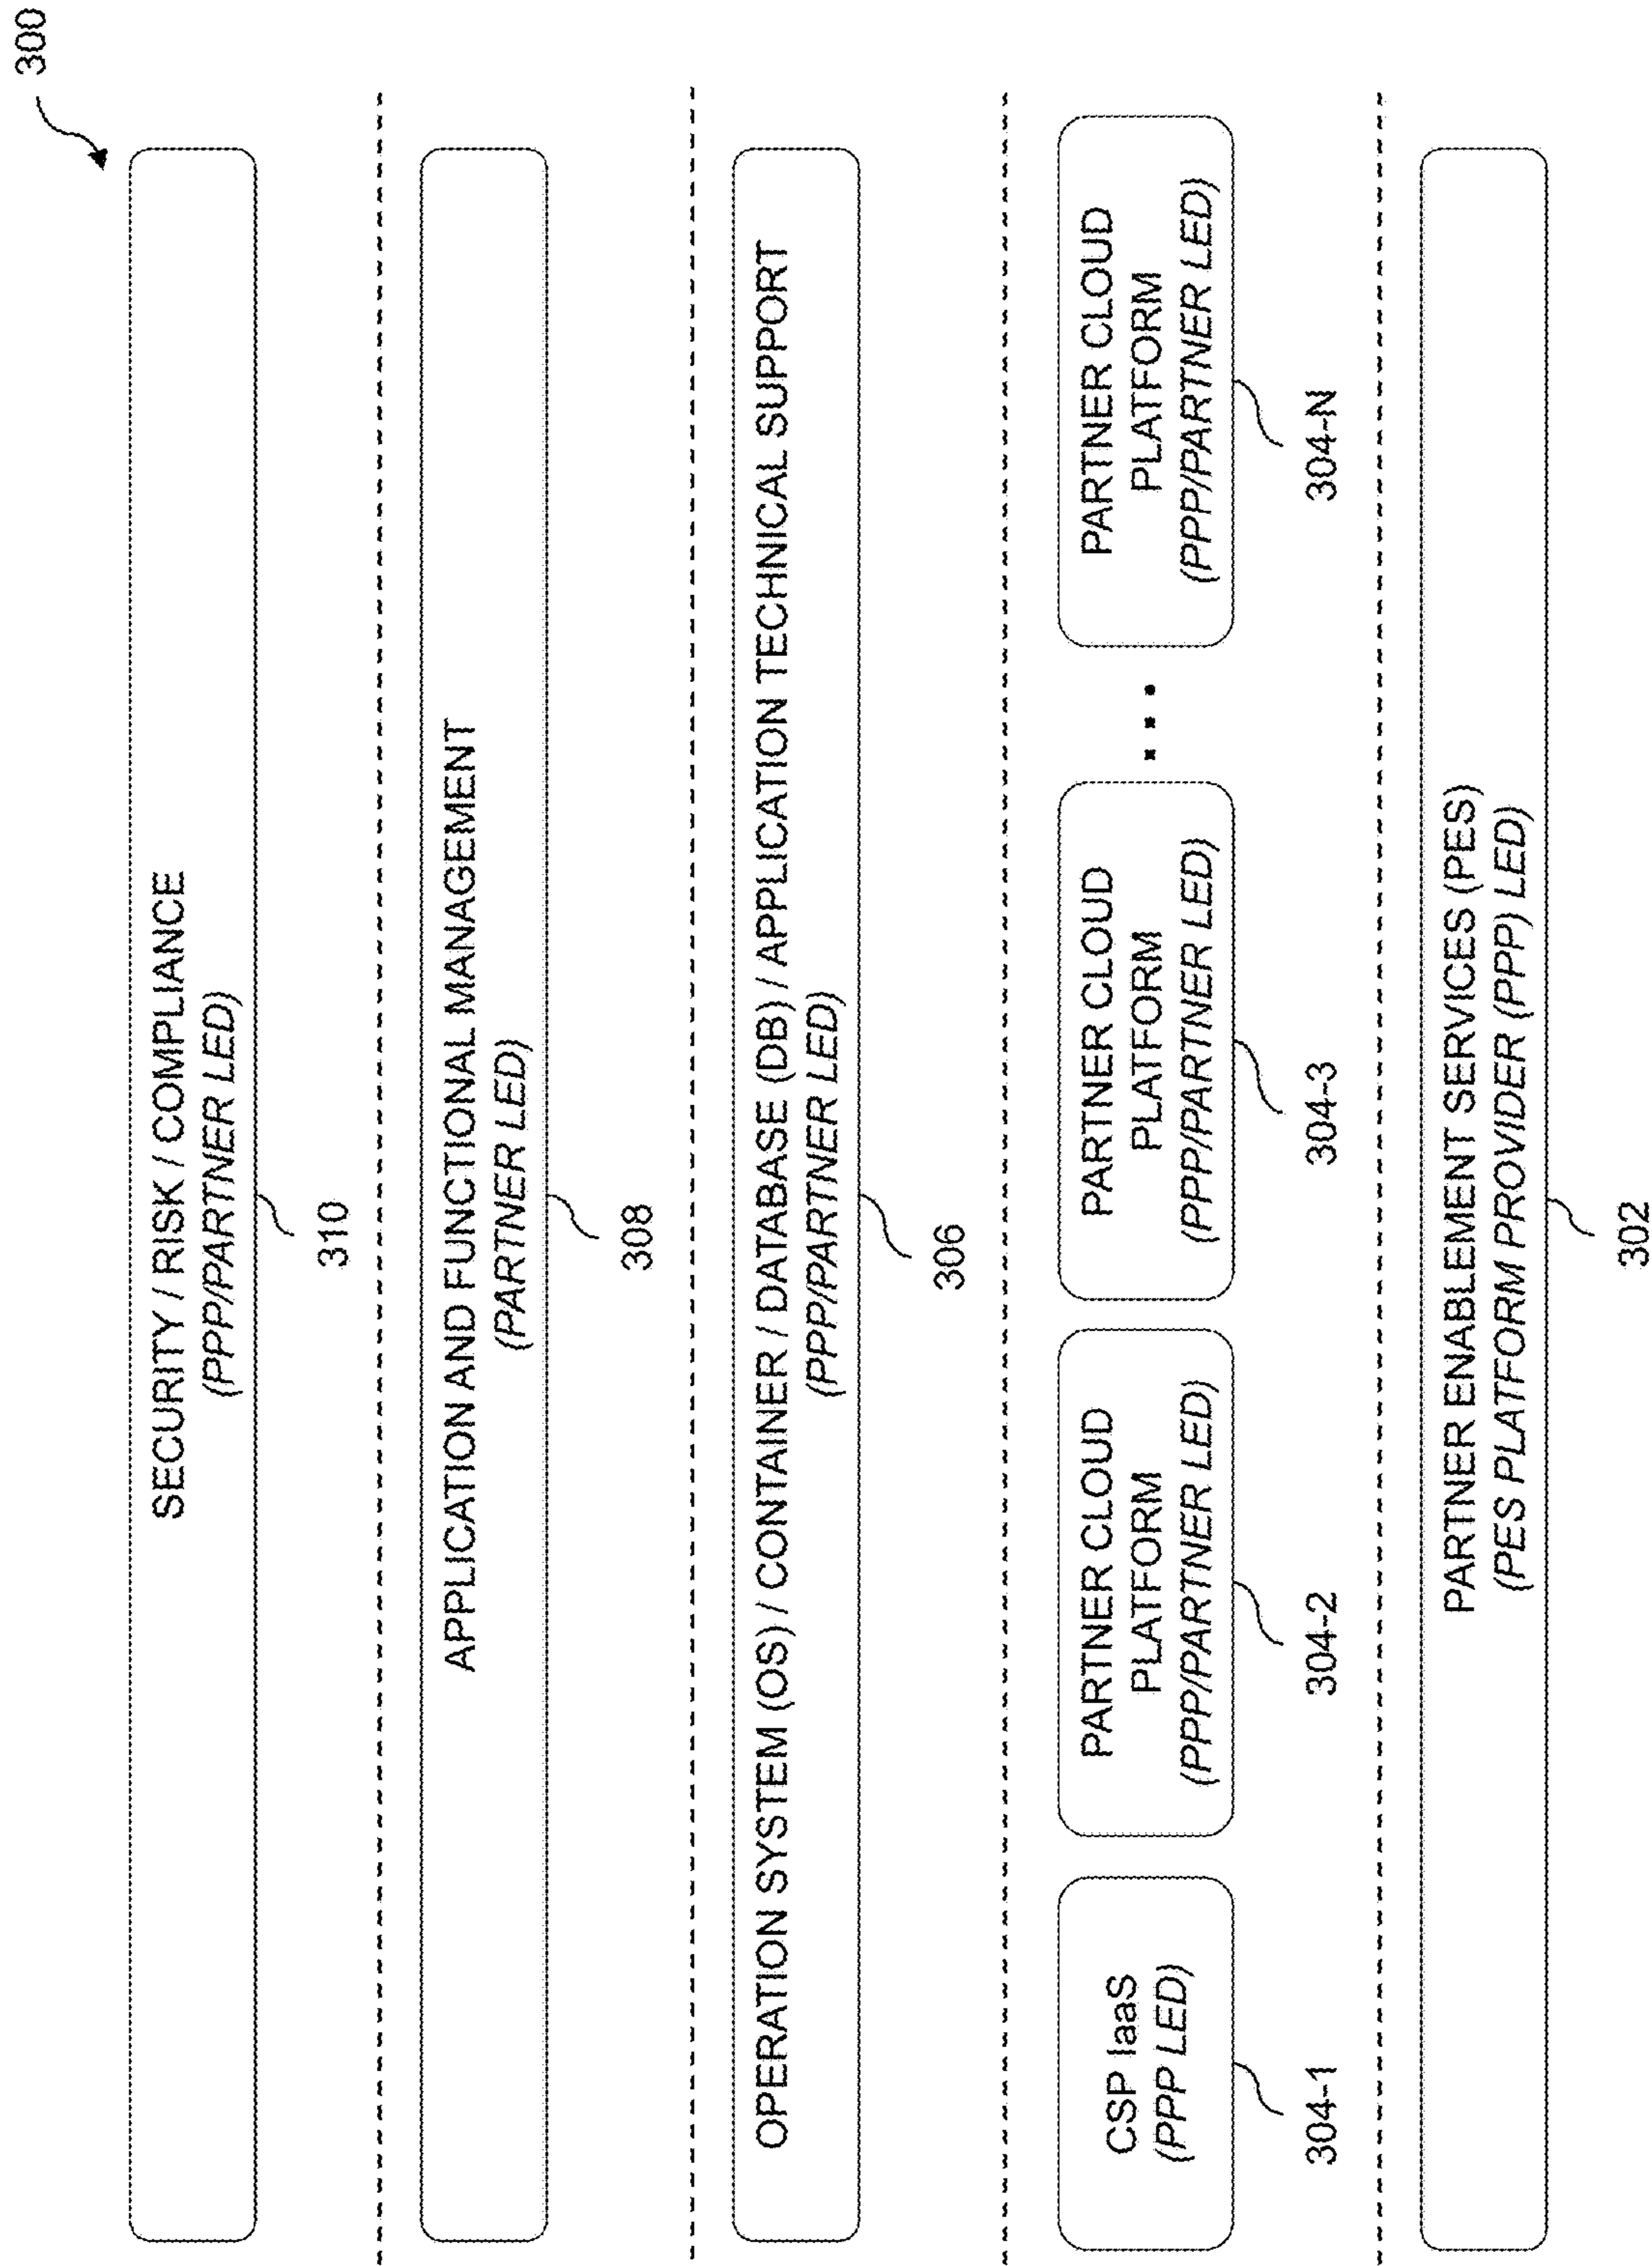 300
SECURITY / RISK / COMPLIANCE
(PPP/PARTNER LED)
310
APPLICATION AND FUNCTIONAL MANAGEMENT
(PARTNER LED)
308
OPERATION SYSTEM (OS) / CONTAINER / DATABASE (DB) / APPLICATION TECHNICAL SUPPORT
(PPP/PARTNER LED)
306
CSP IaaS
(PPP LED)
304-1
PARTNER CLOUD
PLATFORM
(PPP/PARTNER LED)
304-2
PARTNER CLOUD
PLATFORM
(PPP/PARTNER LED)
304-3
PARTNER CLOUD
PLATFORM
(PPP/PARTNER LED)
304-N
PARTNER ENABLEMENT SERVICES (PES)
(PES PLATFORM PROVIDER (PPP) LED)
302